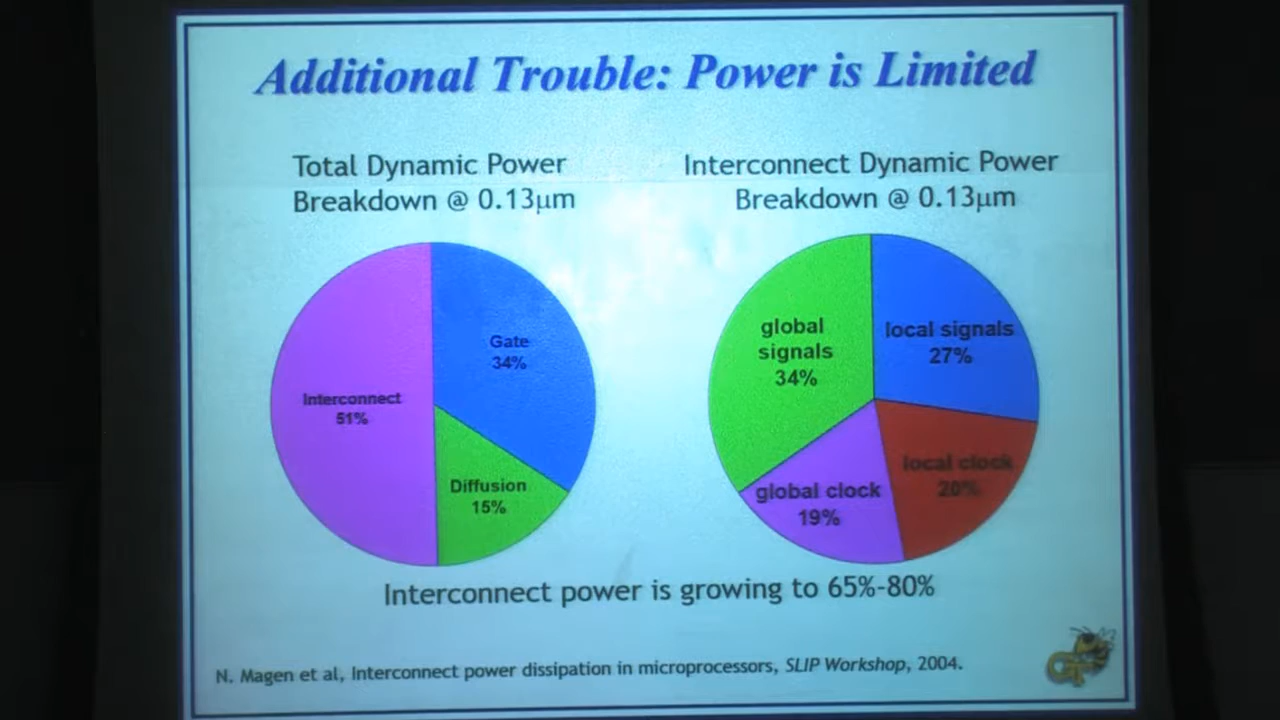 Additional Trouble: Power is Limited
Total Dynamic Power
Breakdown @ 0.13μm
Interconnect Dynamic Power
Breakdown @ 0.13μm
Gate
34%
Interconnect
51%
Diffusion
15%
global
signals
34%
local signals
27%
local clock
20%
global clock
19%
Interconnect power is growing to 65%-80%
N. Magen et al, Interconnect power dissipation in microprocessors, SLIP Workshop, 2004.
GT